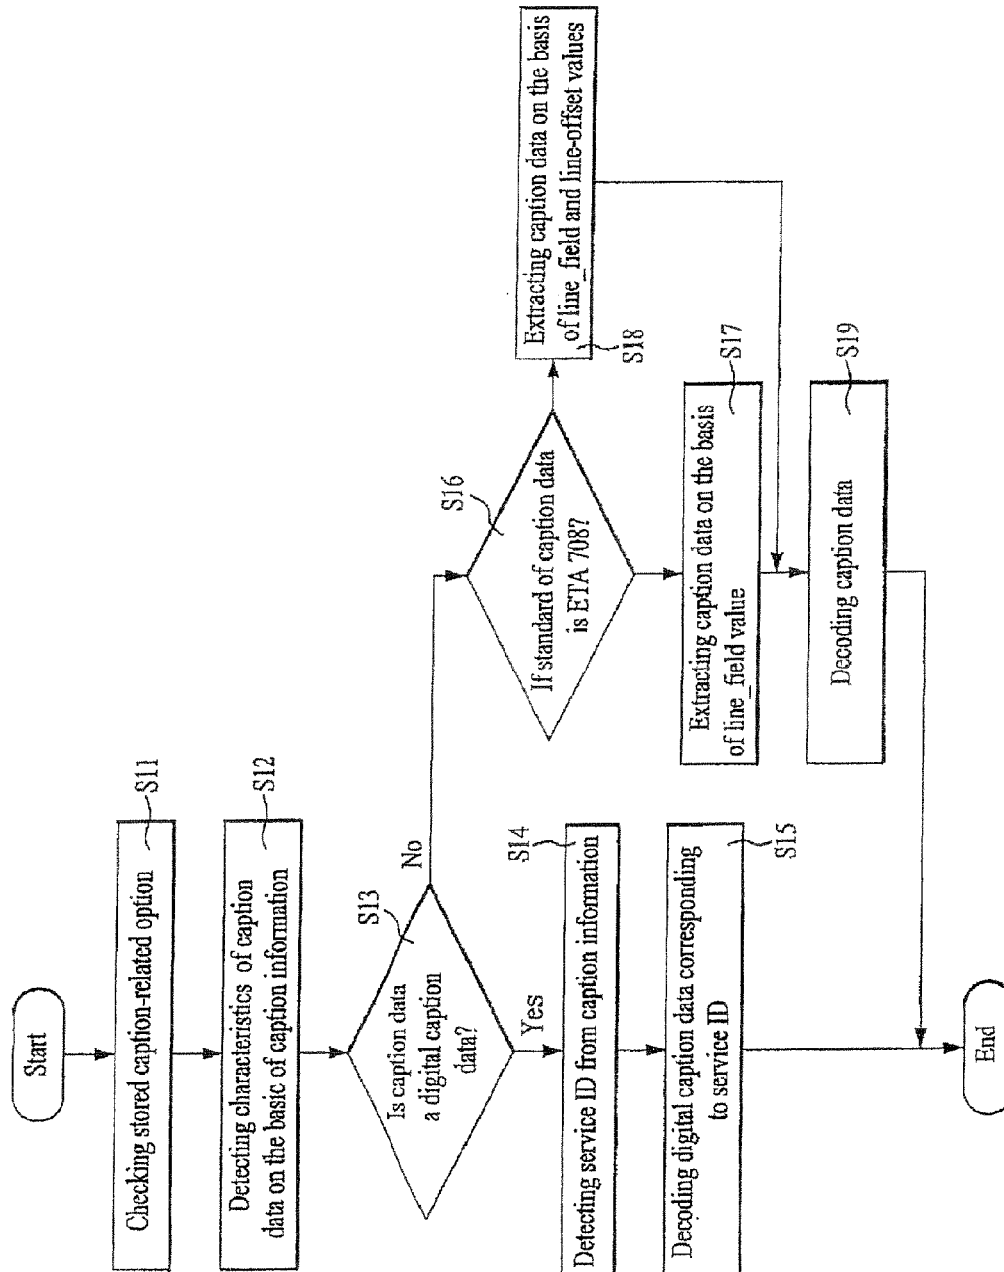 Start
Checking stored caption-related option
S11
Detecting characteristics of caption
data on the basic of caption information
S12
Is caption data
a digital caption
data?
S13
No
Yes
Detecting service ID from caption information
S14
Decoding digital caption data corresponding
to service ID
S15
If standard of caption data
is ETA 708?
S16
Extracting caption data on the basis
of line_field value
S17
Extracting caption data on the basis
of line_field and line-offset values
S18
Decoding caption data
S19
End